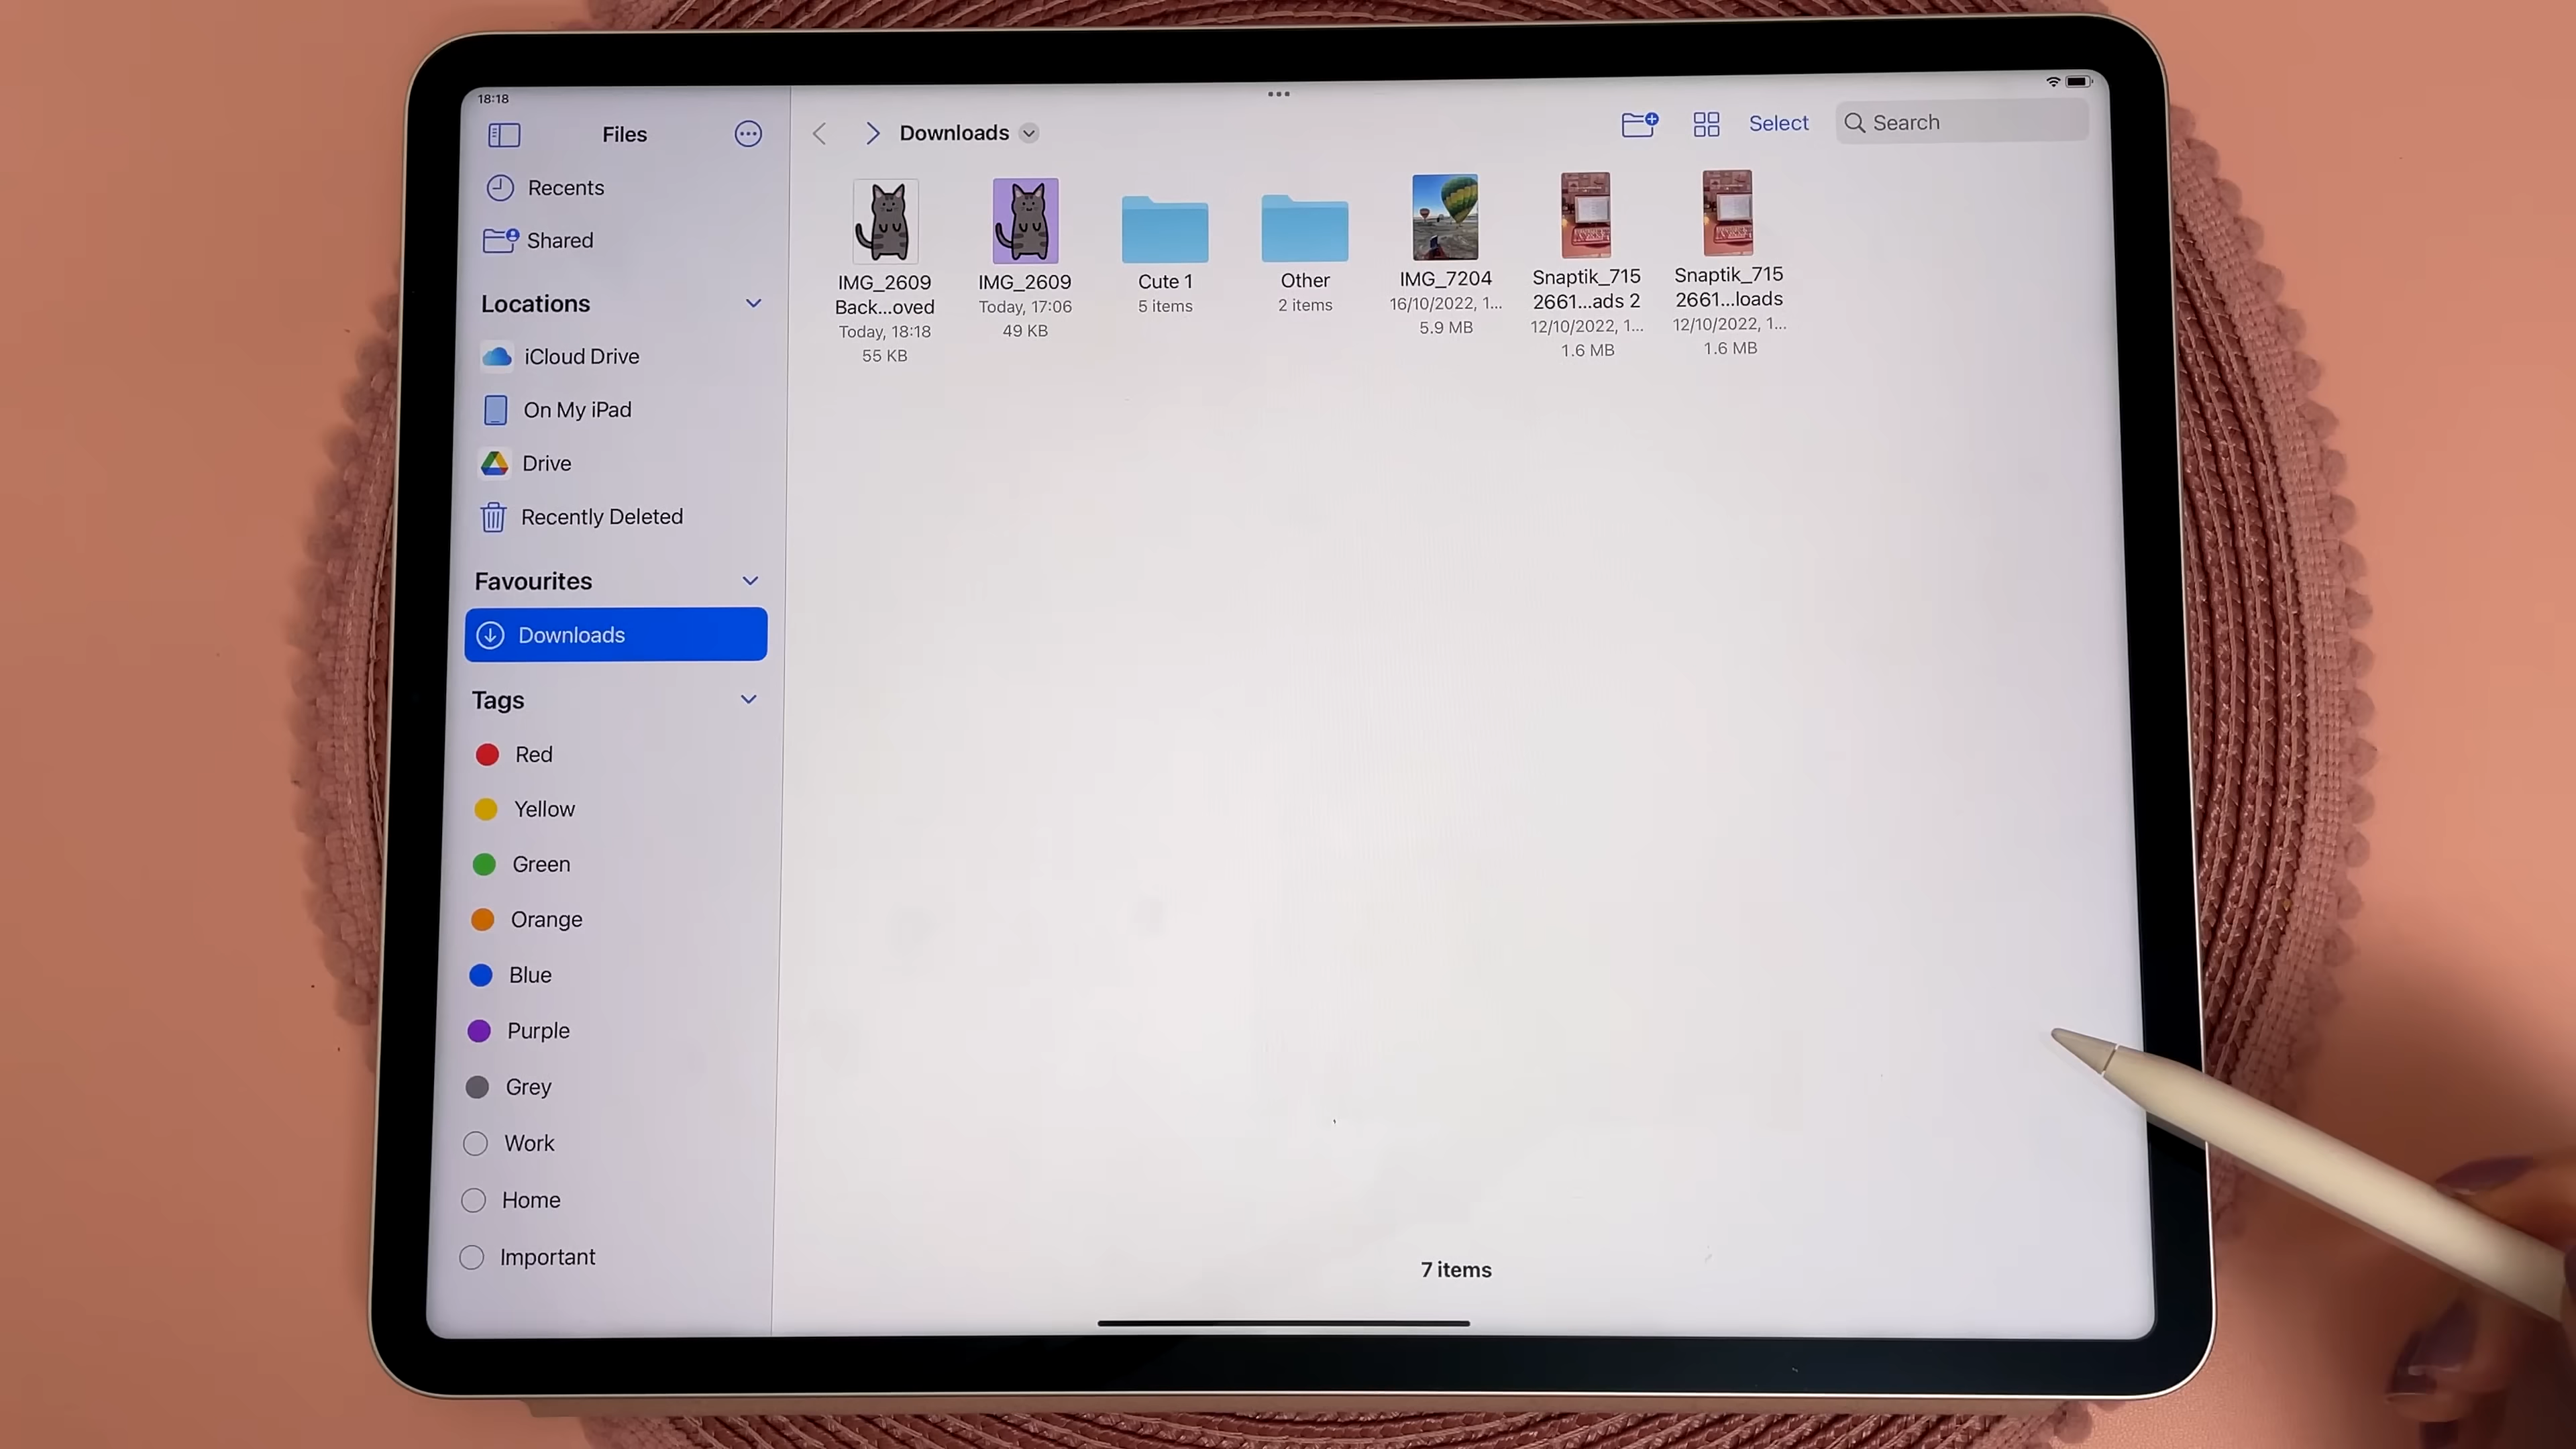 18:18
Files
Recents
Shared
Locations
iCloud Drive
On My iPad
Drive
Recently Deleted
Favourites
Downloads
Tags
Red
Yellow
Green
Orange
Blue
Purple
Grey
Work
Home
Important
Downloads
Select
Search
IMG_2609
Back...oved
Today, 18:18
55 KB
IMG_2609
Today, 17:06
49 KB
Cute 1
5 items
Other
2 items
IMG_7204
16/10/2022, 1...
5.9 MB
Snaptik_715
2661...ads 2
12/10/2022, 1...
1.6 MB
Snaptik_715
2661...loads
12/10/2022, 1...
1.6 MB
7 items